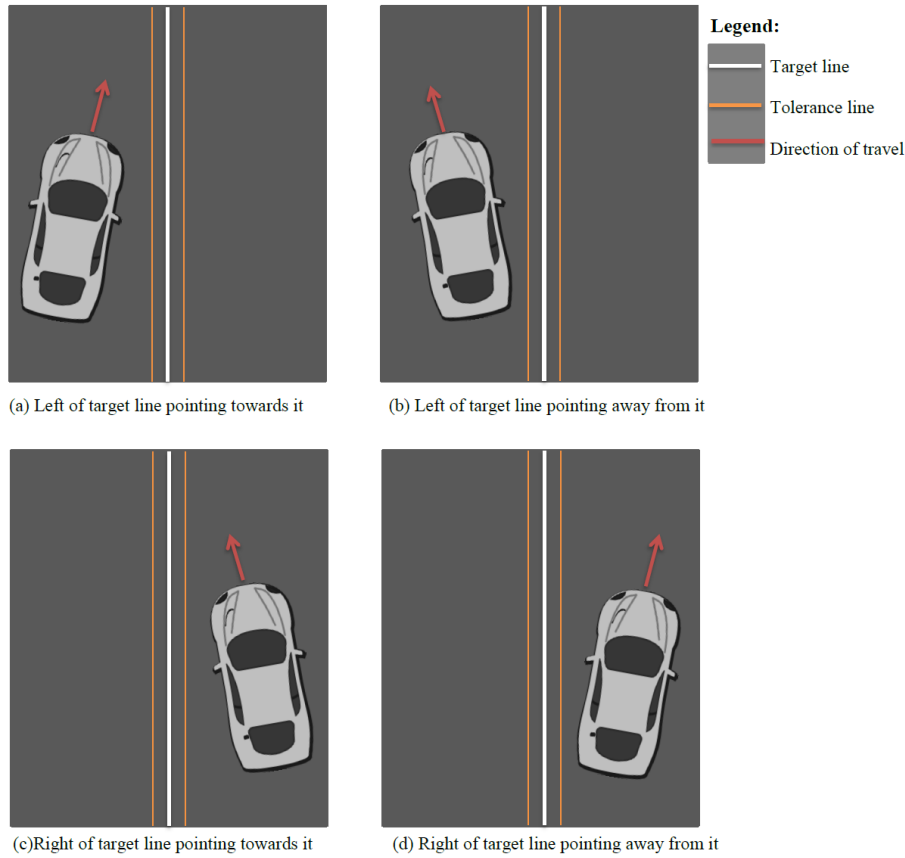 Legend:
Target line
Tolerance line
Direction of travel
(a) Left of target line pointing towards it
(b) Left of target line pointing away from it
(c)Right of target line pointing towards it
(d) Right of target line pointing away from it